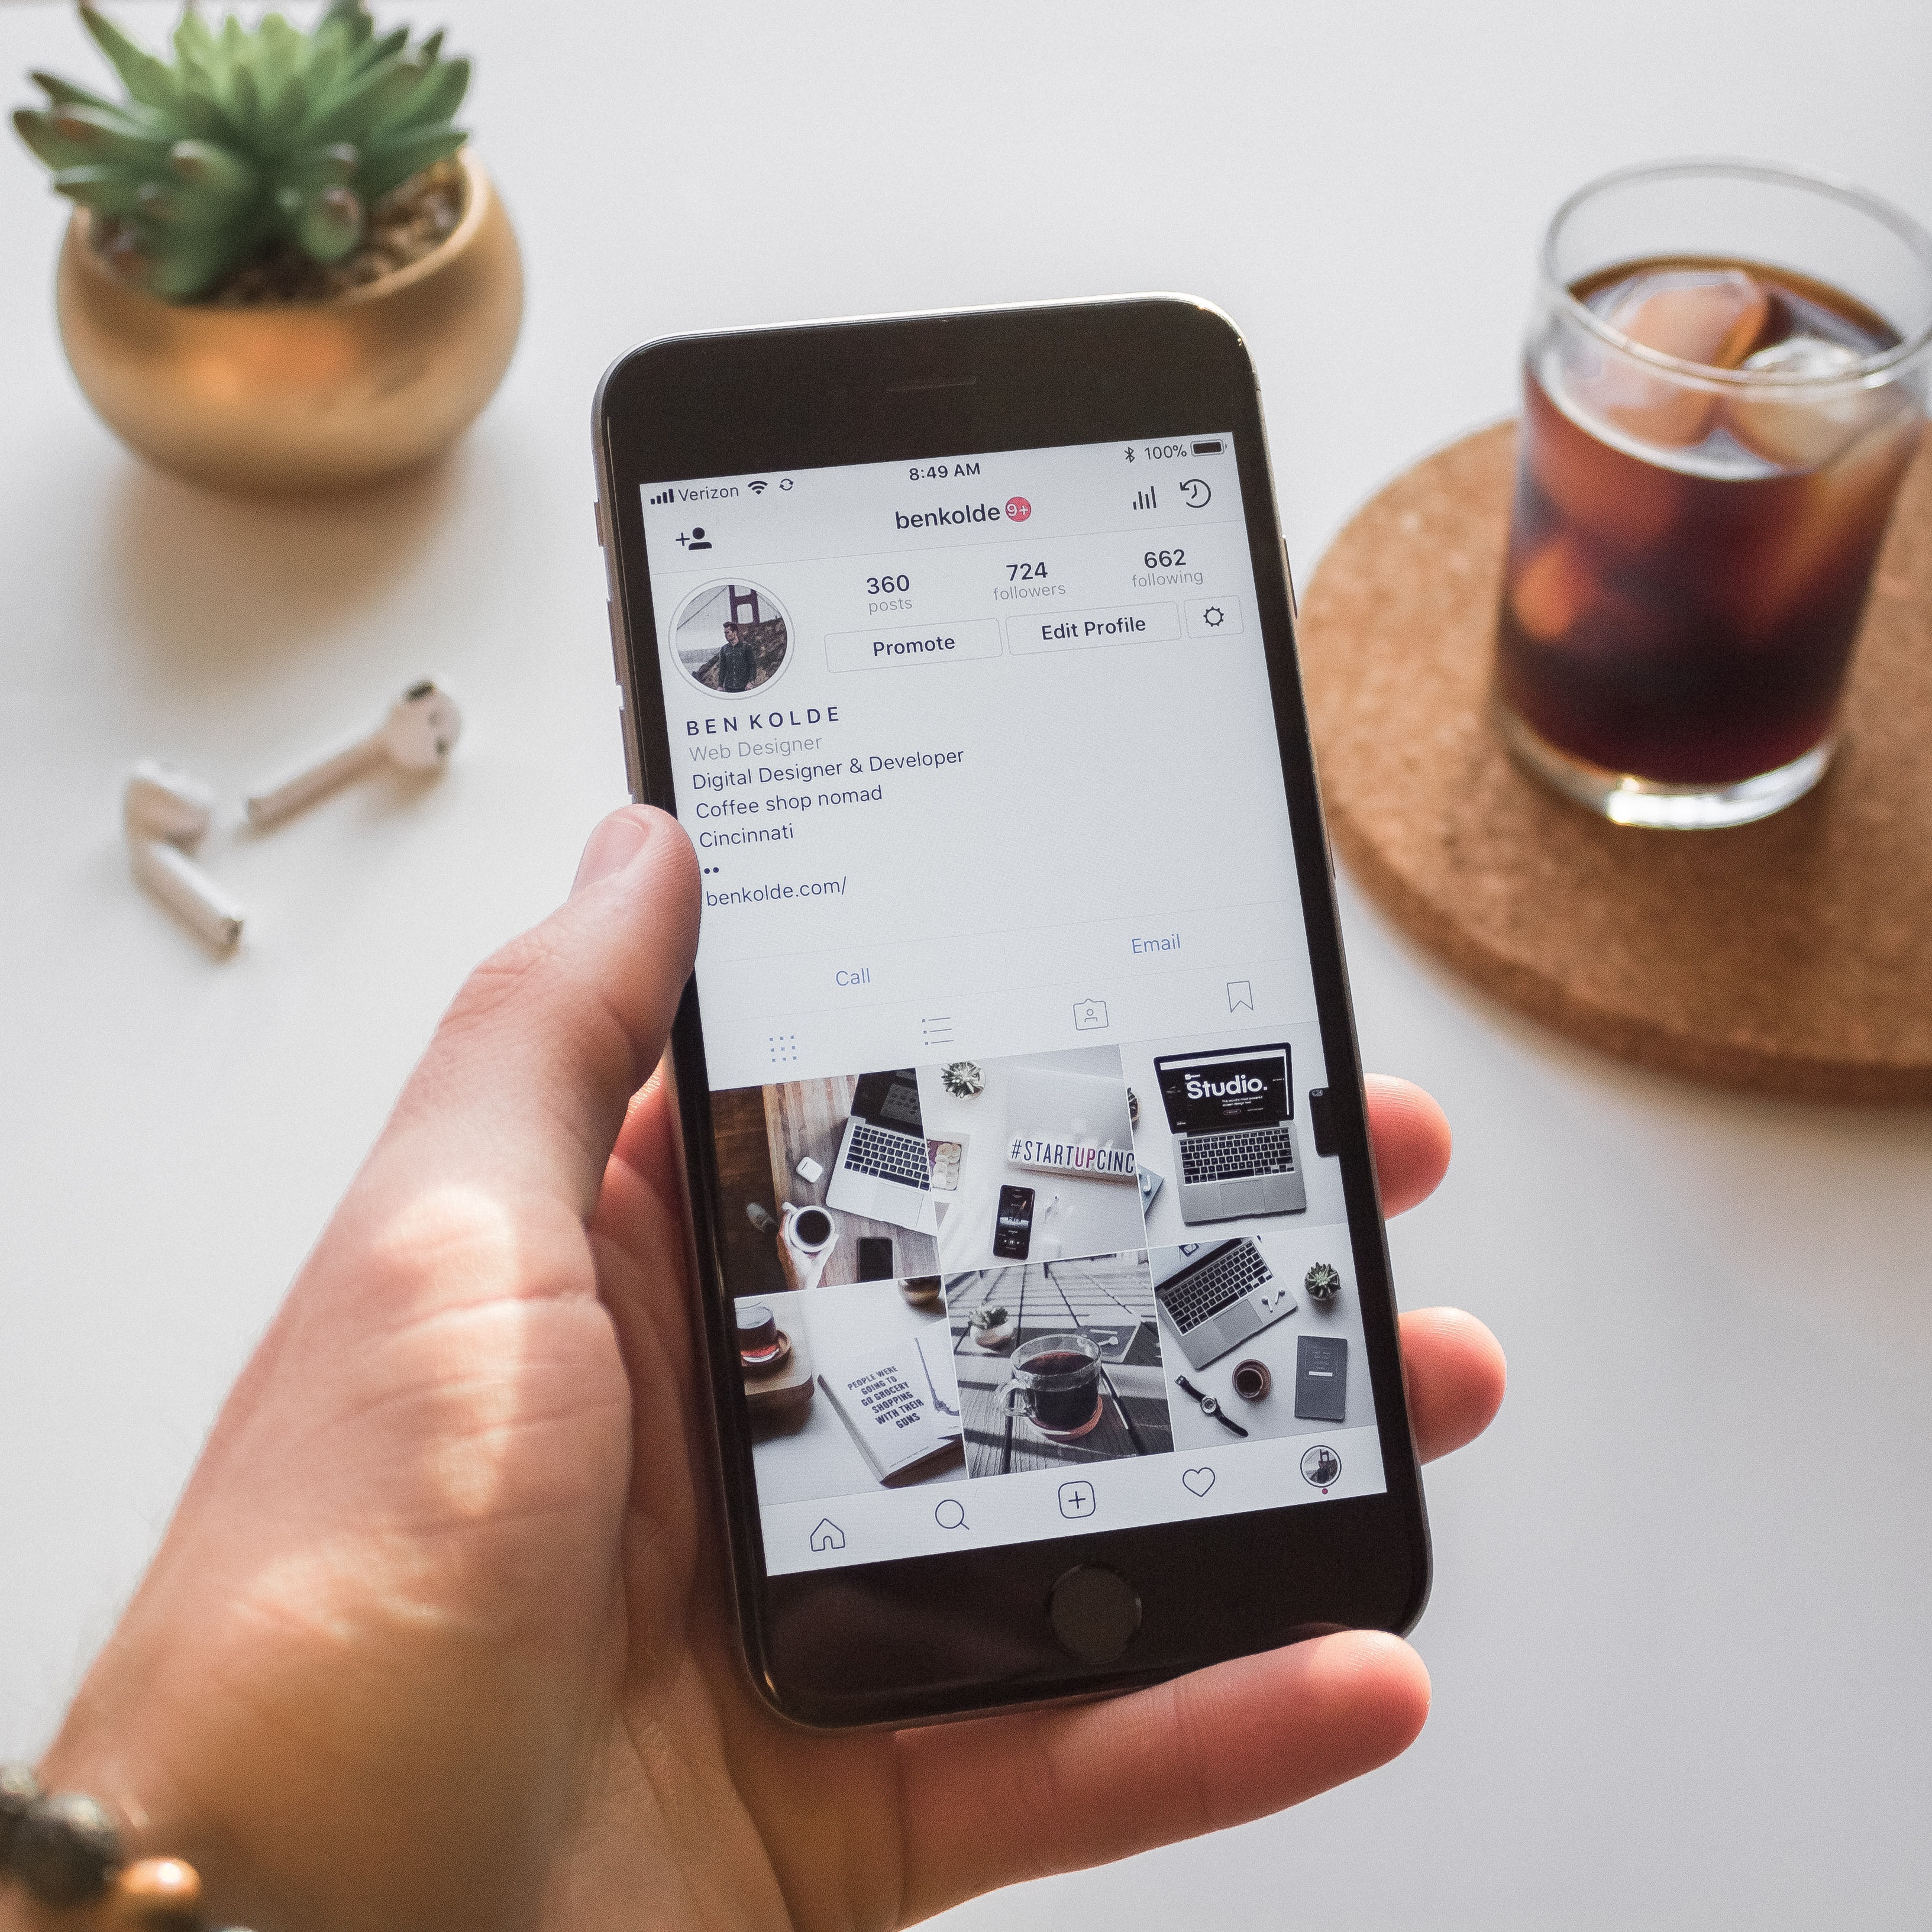 Verizon 8:49 AM 100%
benkolde 9+
360 724 662
posts followers following
Promote Edit Profile
BEN KOLDE
Web Designer
Digital Designer & Developer
Coffee shop nomad
Cincinnati
benkolde.com/
Call Email
#STARTUPCINC
Studio.
PEOPLE WERE
GOING TO
GO GROCERY
SHOPPING
WITH THEIR
GUNS